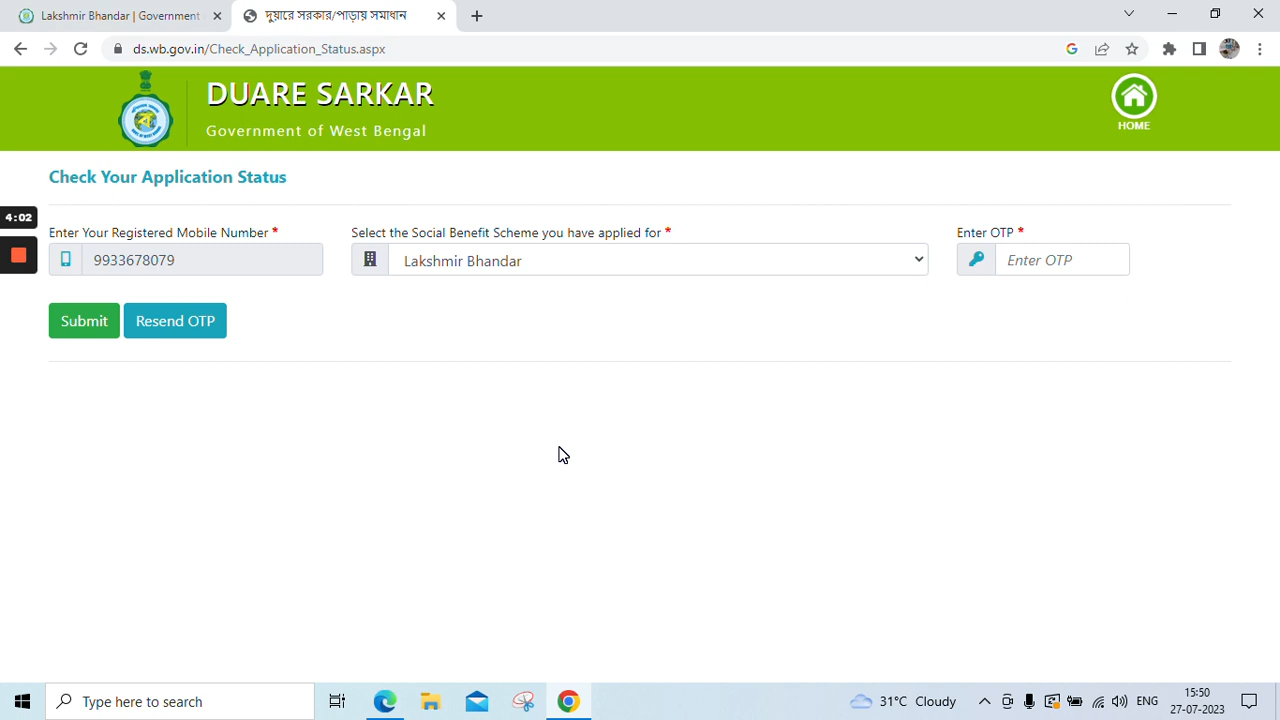 Lakshmir Bhandar | Government
দুয়ারে সরকার/পাড়ায় সমাধান
ds.wb.gov.in/Check_Application_Status.aspx
DUARE SARKAR
Government of West Bengal
HOME
Check Your Application Status
4:02
Enter Your Registered Mobile Number *
Select the Social Benefit Scheme you have applied for *
Enter OTP *
9933678079
Lakshmir Bhandar
Enter OTP
Submit
Resend OTP
Type here to search
31°C Cloudy
ENG
15:50
27-07-2023